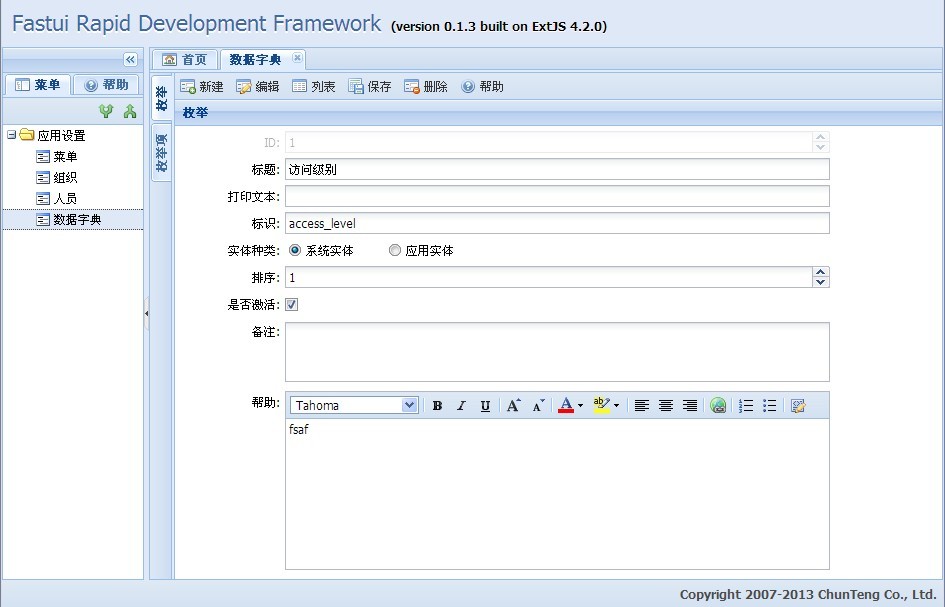 Fastui Rapid Development Framework (version 0.1.3 built on ExtJS 4.2.0)
首页 数据字典
菜单 帮助
新建 编辑 列表 保存 删除 帮助
枚举
枚举项
枚举
应用设置
菜单
组织
人员
数据字典
ID: 1
标题: 访问级别
打印文本:
标识: access_level
实体种类: 系统实体 应用实体
排序: 1
是否激活:
备注:
帮助: Tahoma B I U A A A ab
fsaf
Copyright 2007-2013 ChunTeng Co., Ltd.